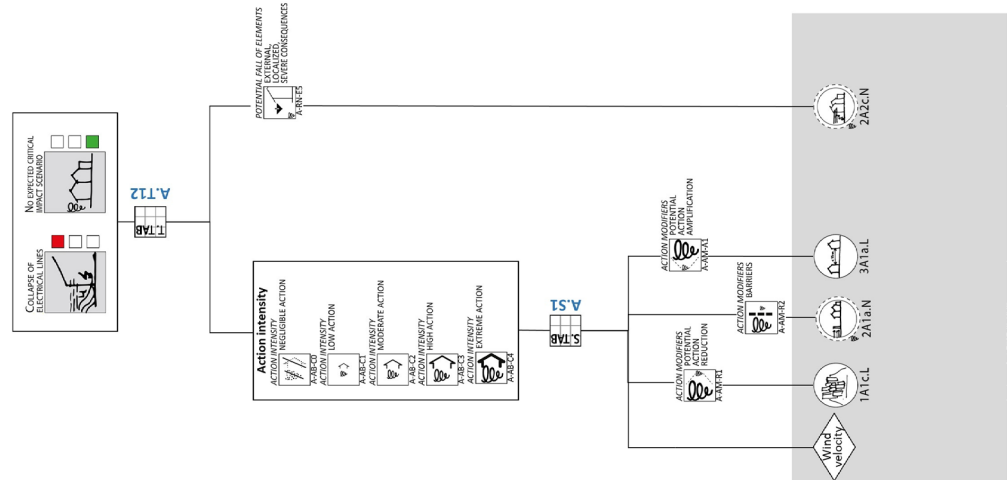 COLLAPSE OF
ELECTRICAL LINES
NO EXPECTED CRITICAL
IMPACT SCENARIO
T. TAB
A.T12
POTENTIAL FALL OF ELEMENTS
EXTERNAL,
LOCALIZED,
SEVERE CONSEQUENCES
A-RN-ES
Action intensity
ACTION INTENSITY
NEGLIGIBLE ACTION
A-AB-C0
ACTION INTENSITY
LOW ACTION
A-AB-C1
ACTION INTENSITY
MODERATE ACTION
A-AB-C2
ACTION INTENSITY
HIGH ACTION
A-AB-C3
ACTION INTENSITY
EXTREME ACTION
A-AB-C4
S.TAB
A.S1
ACTION MODIFIERS
POTENTIAL
ACTION
REDUCTION
A-AM-R1
ACTION MODIFIERS
BARRIERS
A-AM-R2
ACTION MODIFIERS
POTENTIAL
ACTION
AMPLIFICATION
A-AM-A1
Wind
velocity
1A1c.L
2A1a.N
3A1a.L
2A2c.N